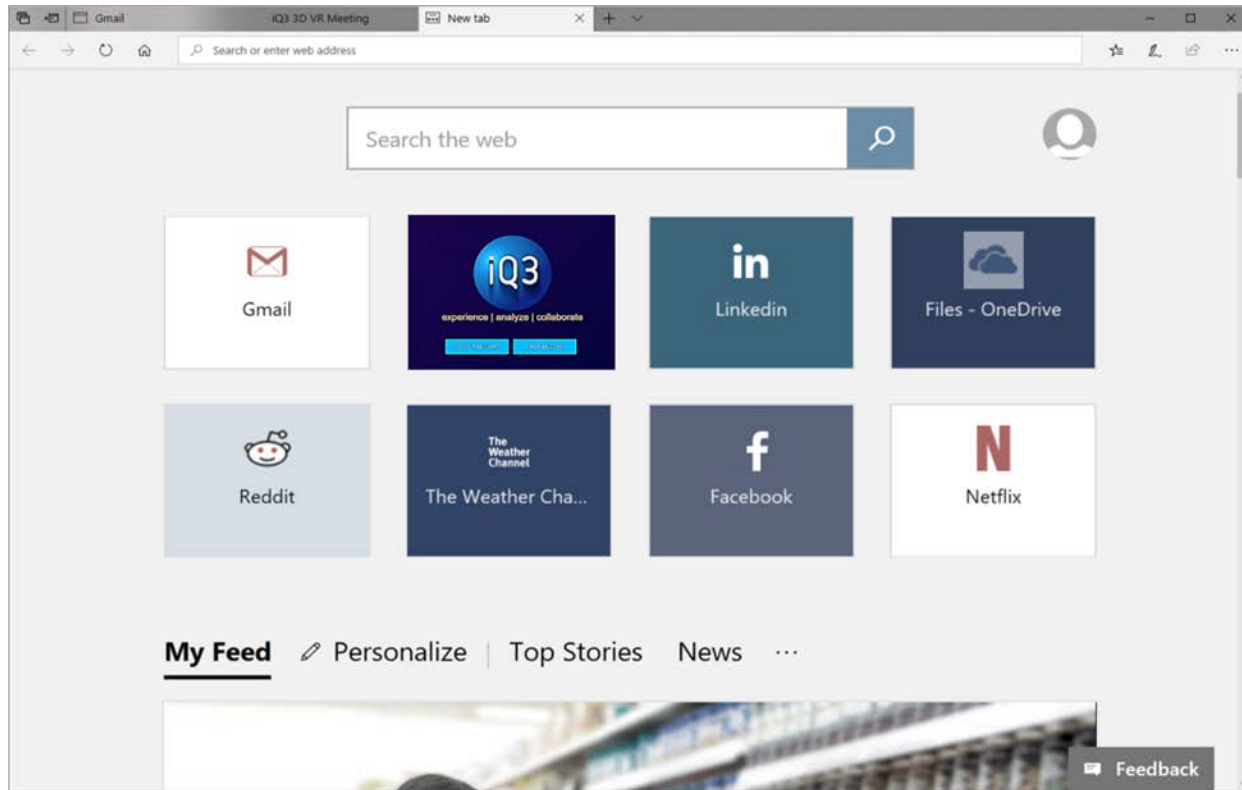 Gmail
iQ3 3D VR Meeting
New tab
Search or enter web address
Search the web
Gmail
iQ3
experience | analyze | collaborate
in
Linkedin
Files - OneDrive
Reddit
The
Weather
Channel
The Weather Cha...
f
Facebook
N
Netflix
My Feed
Personalize
Top Stories
News
Feedback